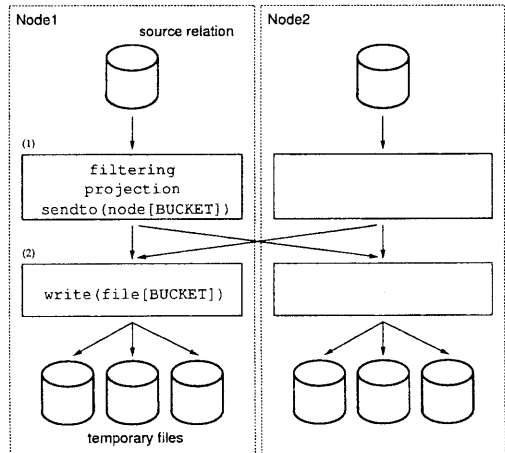 Node1
Node2
source relation
(1)
filtering
projection
sendto(node[BUCKET])
(2)
write(file[BUCKET])
temporary files